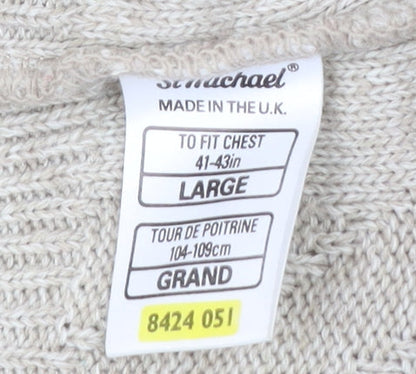 St Michael®
MADE IN THE U.K.
TO FIT CHEST
41-43in
LARGE
TOUR DE POITRINE
104-109cm
GRAND
8424 051